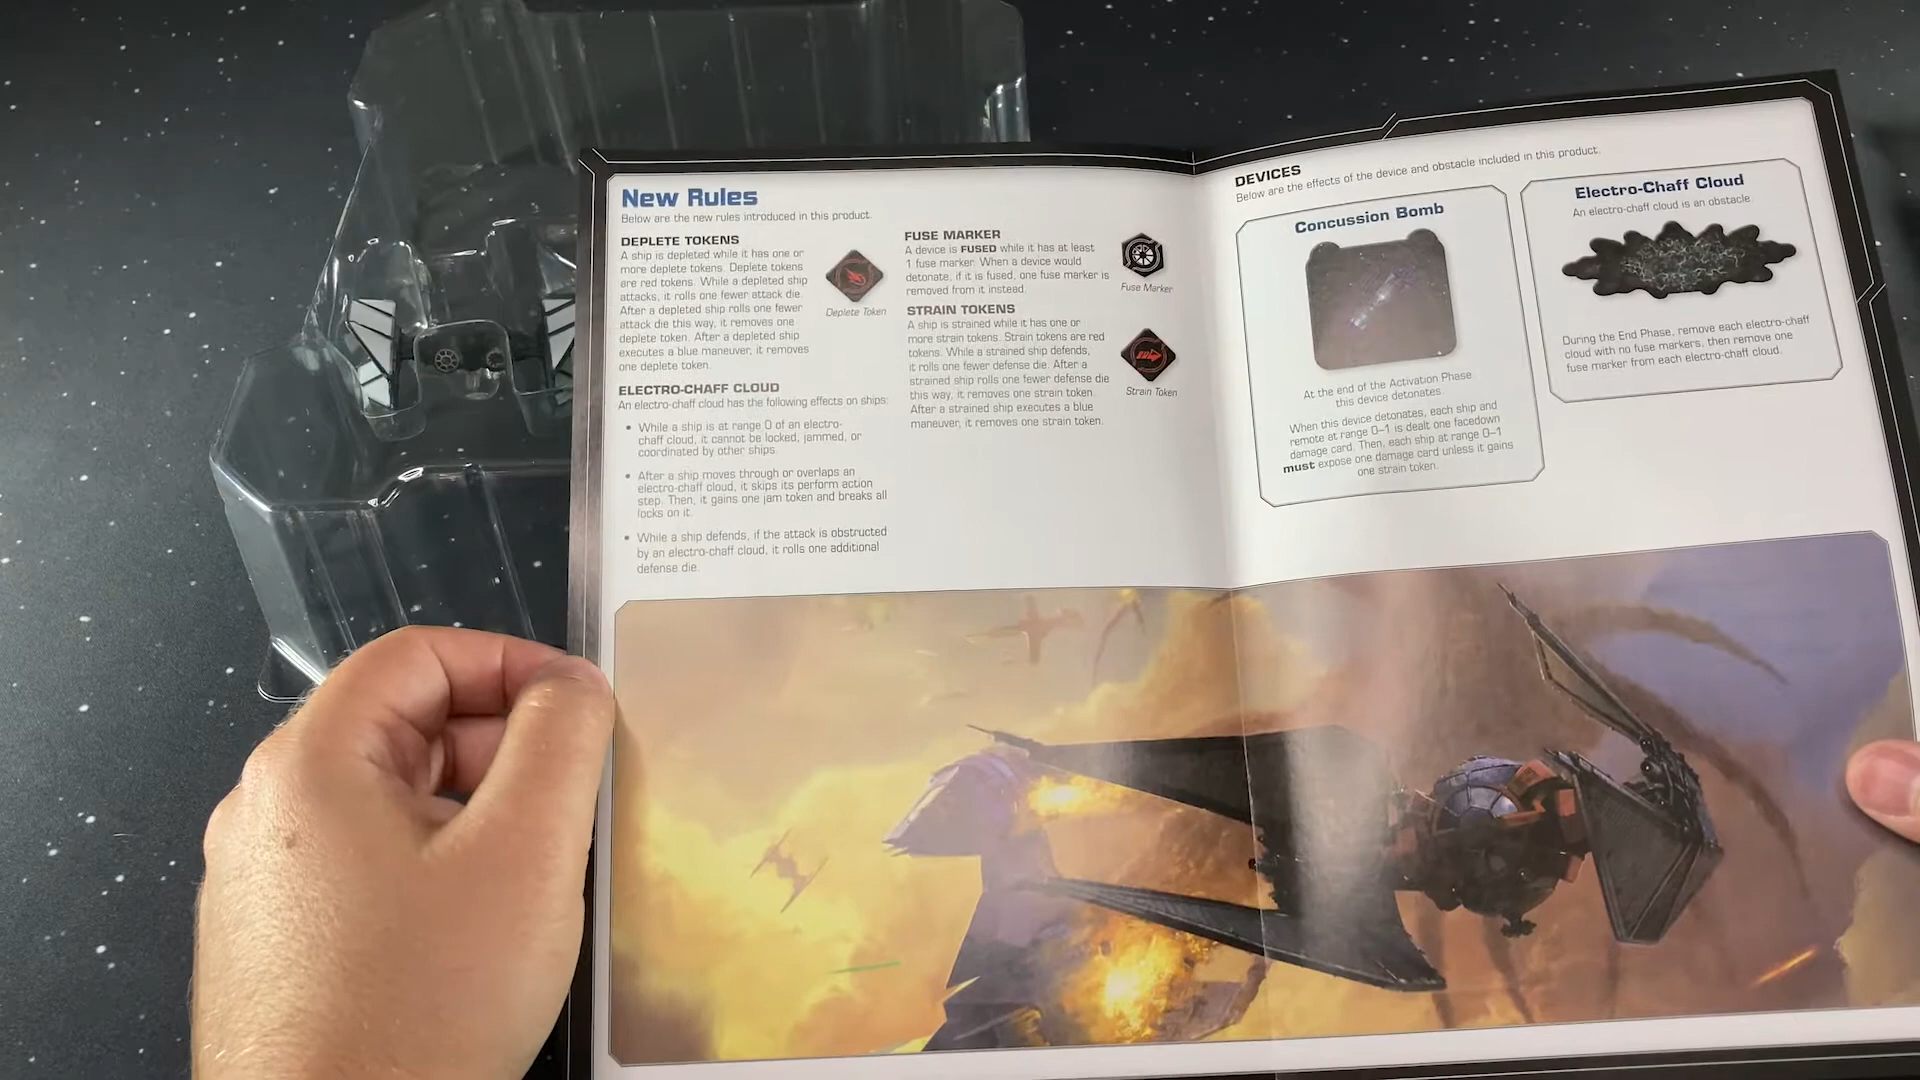 New Rules
Below are the new rules introduced in this product.
DEPLETE TOKENS
A ship is depleted while it has one or
more deplete tokens. Deplete tokens
are red tokens. While a depleted ship
attacks, it rolls one fewer attack die.
After a depleted ship rolls one fewer
attack die this way, it removes one
deplete token. After a depleted ship
executes a blue maneuver, it removes
one deplete token.
Deplete Token
ELECTRO-CHAFF CLOUD
An electro-chaff cloud has the following effects on ships:
• While a ship is at range 0 of an electro-
chaff cloud, it cannot be locked, jammed, or
coordinated by other ships.
• After a ship moves through or overlaps an
electro-chaff cloud, it skips its perform action
step. Then, it gains one jam token and breaks all
locks on it.
• While a ship defends, if the attack is obstructed
by an electro-chaff cloud, it rolls one additional
defense die.
FUSE MARKER
A device is FUSED while it has at least
1 fuse marker. When a device would
detonate, if it is fused, one fuse marker is
removed from it instead.
Fuse Marker
STRAIN TOKENS
A ship is strained while it has one or
more strain tokens. Strain tokens are red
tokens. While a strained ship defends,
it rolls one fewer defense die. After a
strained ship rolls one fewer defense die
this way, it removes one strain token.
After a strained ship executes a blue
maneuver, it removes one strain token.
Strain Token
DEVICES
Below are the effects of the device and obstacle included in this product.
Concussion Bomb
At the end of the Activation Phase
this device detonates.
When this device detonates, each ship and
remote at range 0–1 is dealt one facedown
damage card. Then, each ship at range 0–1
must expose one damage card unless it gains
one strain token.
Electro-Chaff Cloud
An electro-chaff cloud is an obstacle.
During the End Phase, remove each electro-chaff
cloud with no fuse markers, then remove one
fuse marker from each electro-chaff cloud.